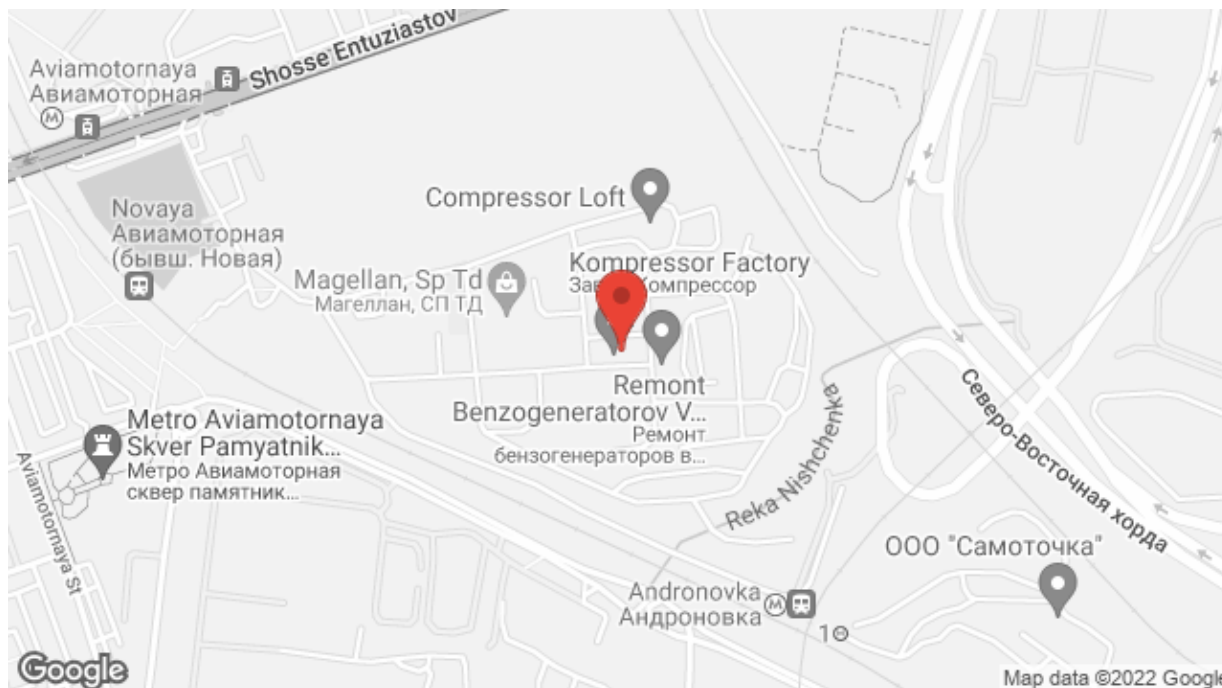 Shosse Entuziastov
Aviamotornaya
Авиамоторная
Compressor Loft
Novaya
Авиамоторная
(бывш. Новая)
Kompressor Factory
Компрессор
Magellan, Sp Td
Магеллан, СП ТД
Remont
Benzogeneratorov V...
Ремонт
бензогенераторов в...
Metro Aviamotornaya
Skver Pamyatnik...
Метро Авиамоторная
сквер памятник...
Aviamotornaya St
Reka Nishchenka
Северо-Восточная хорда
ООО "Самоточка"
Andronovka
Андроновка
1
Google
Map data ©2022 Google